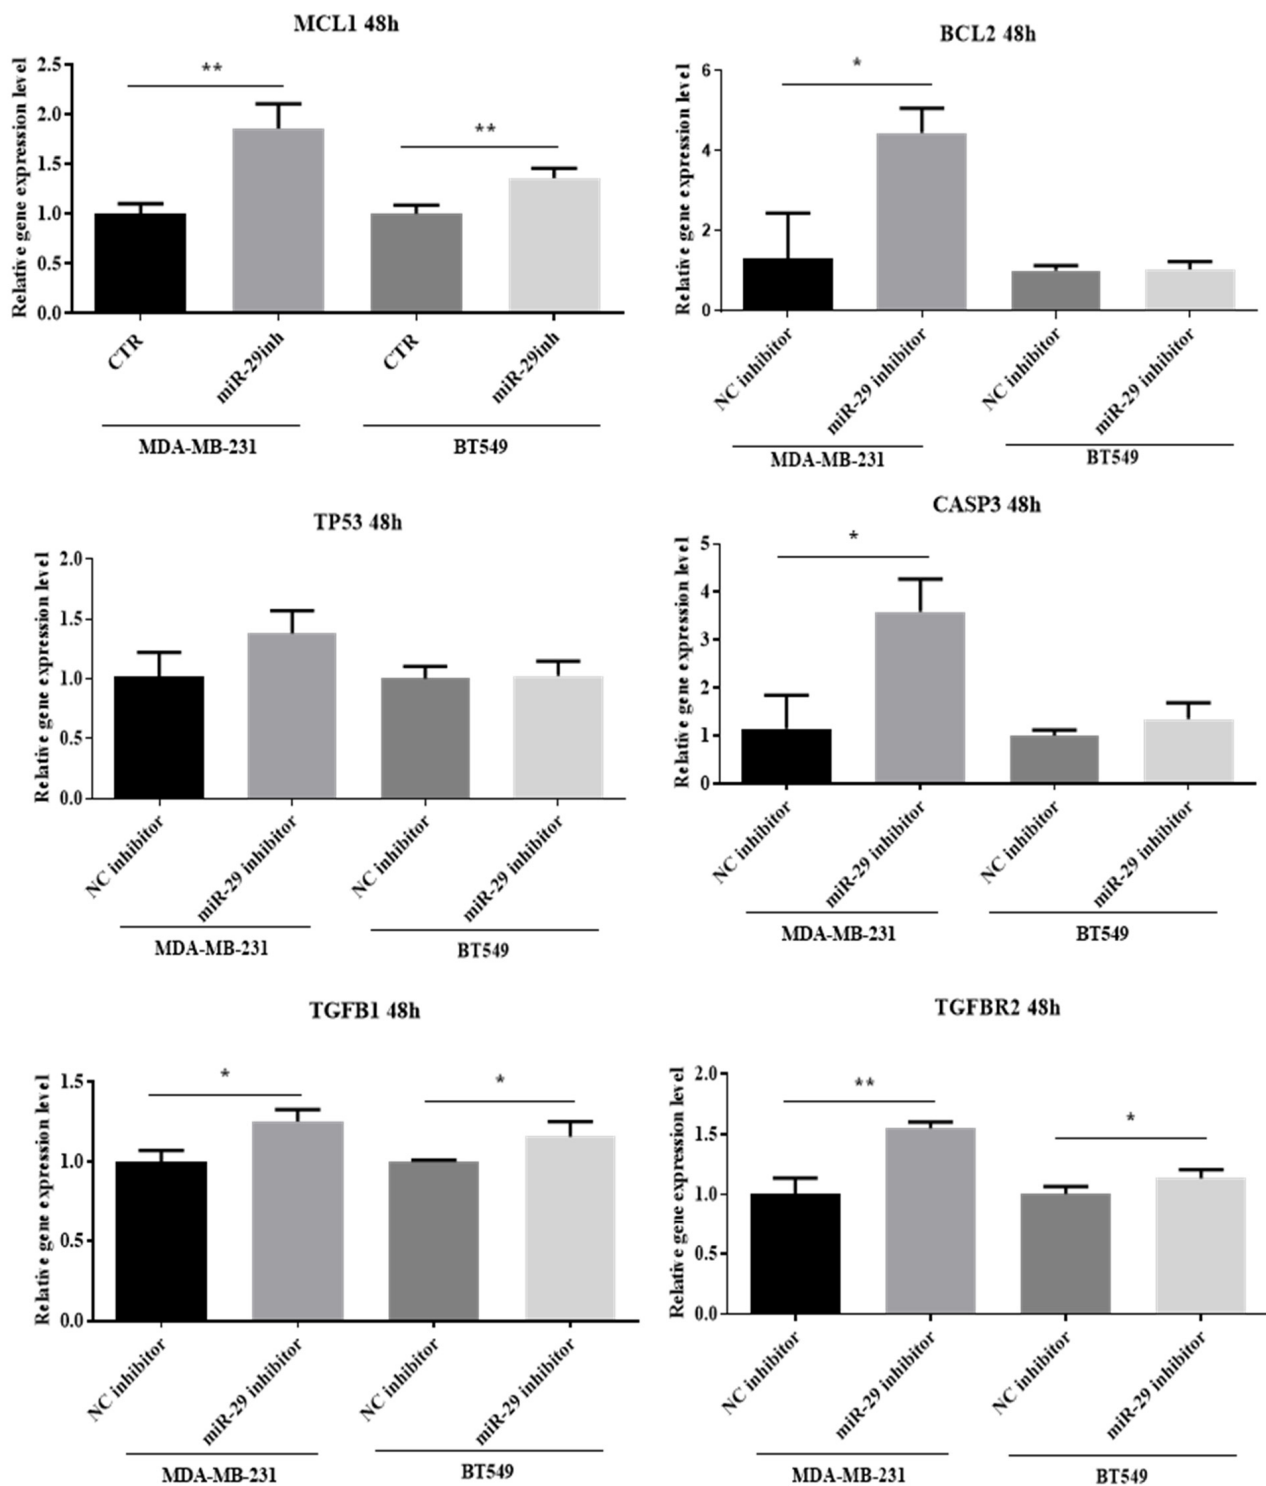 MCL1 48h
Relative gene expression level
2.5
2.0
1.5
1.0
0.5
0.0
**
**
CTR
miR-29inh
CTR
miR-29inh
MDA-MB-231
BT549
BCL2 48h
Relative gene expression level
6
4
2
0
*
NC inhibitor
miR-29 inhibitor
NC inhibitor
miR-29 inhibitor
MDA-MB-231
BT549
TP53 48h
Relative gene expression level
2.0
1.5
1.0
0.5
0.0
NC inhibitor
miR-29 inhibitor
NC inhibitor
miR-29 inhibitor
MDA-MB-231
BT549
CASP3 48h
Relative gene expression level
5
4
3
2
1
0
*
NC inhibitor
miR-29 inhibitor
NC inhibitor
miR-29 inhibitor
MDA-MB-231
BT549
TGFB1 48h
Relative gene expression level
1.5
1.0
0.5
0.0
*
*
NC inhibitor
miR-29 inhibitor
NC inhibitor
miR-29 inhibitor
MDA-MB-231
BT549
TGFBR2 48h
Relative gene expression level
2.0
1.5
1.0
0.5
0.0
**
*
NC inhibitor
miR-29 inhibitor
NC inhibitor
miR-29 inhibitor
MDA-MB-231
BT549